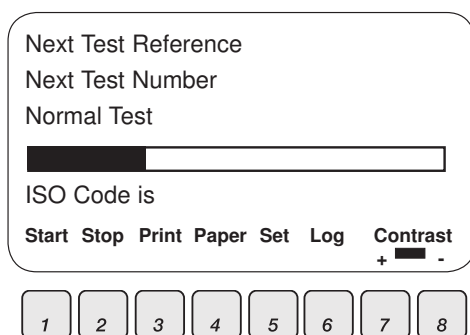 Next Test Reference
Next Test Number
Normal Test
ISO Code is
Start Stop Print Paper Set Log Contrast
+ -
1 2 3 4 5 6 7 8